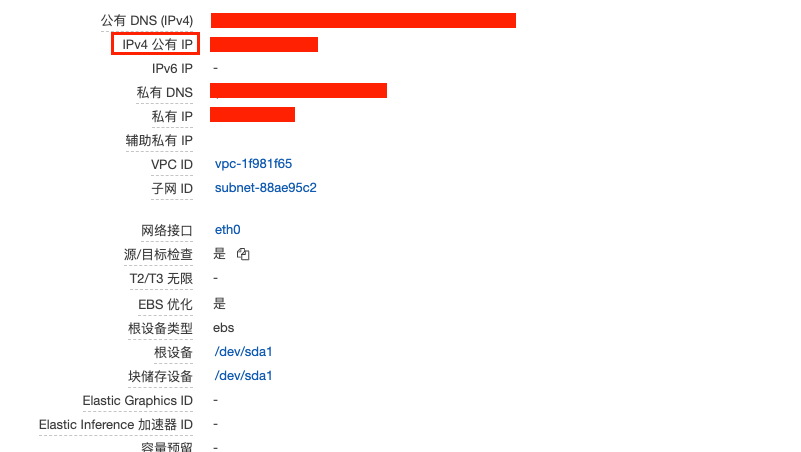 公有 DNS (IPv4)
IPv4 公有 IP
IPv6 IP -
私有 DNS
私有 IP
辅助私有 IP
VPC ID vpc-1f981f65
子网 ID subnet-88ae95c2
网络接口 eth0
源/目标检查 是
T2/T3 无限 -
EBS 优化 是
根设备类型 ebs
根设备 /dev/sda1
块储存设备 /dev/sda1
Elastic Graphics ID -
Elastic Inference 加速器 ID -
容量预留 -